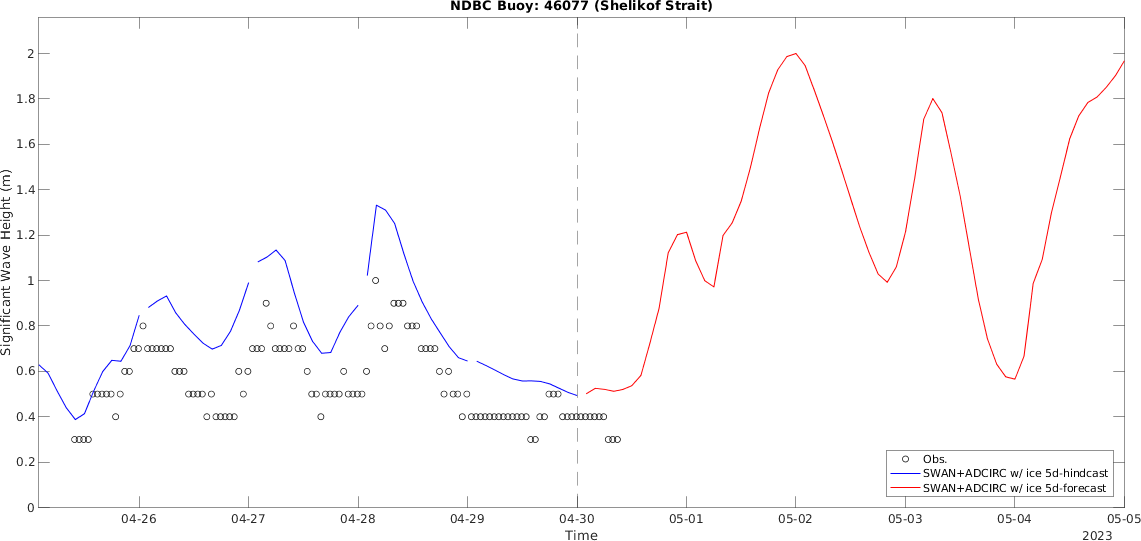 NDBC Buoy: 46077 (Shelikof Strait)
Significant Wave Height (m)
2
1.8
1.6
1.4
1.2
1
0.8
0.6
0.4
0.2
0
Obs.
SWAN+ADCIRC w/ ice 5d-hindcast
SWAN+ADCIRC w/ ice 5d-forecast
04-26 04-27 04-28 04-29 04-30 05-01 05-02 05-03 05-04 05-05
Time
2023